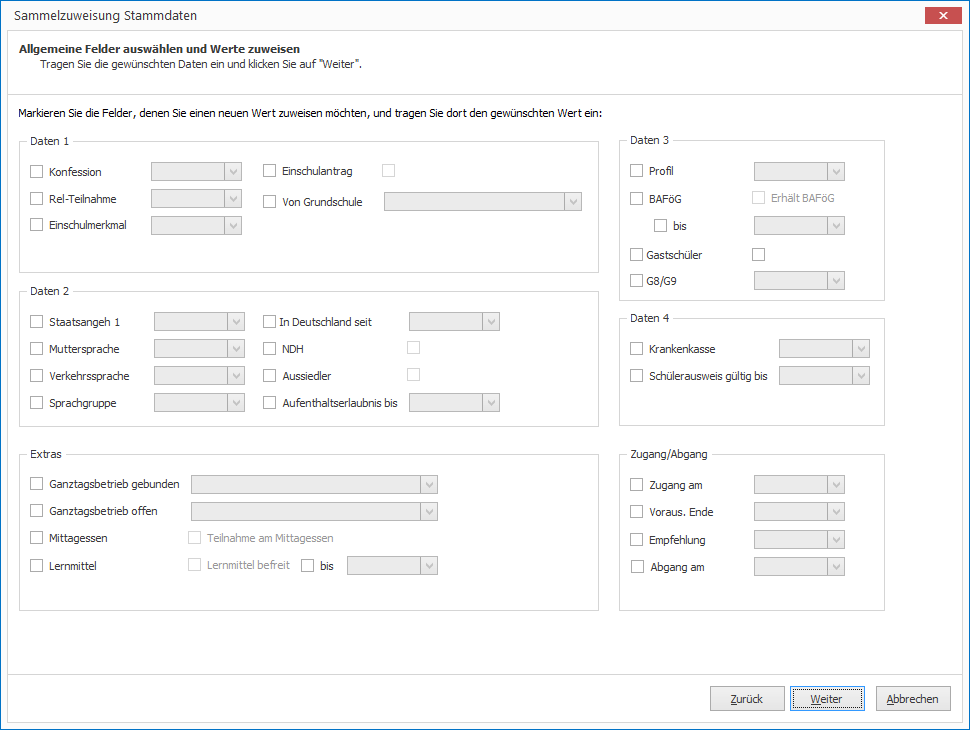 Sammelzuweisung Stammdaten
Allgemeine Felder auswählen und Werte zuweisen
Tragen Sie die gewünschten Daten ein und klicken Sie auf "Weiter".
Markieren Sie die Felder, denen Sie einen neuen Wert zuweisen möchten, und tragen Sie dort den gewünschten Wert ein:
Daten 1
Konfession
Einschulantrag
Rel-Teilnahme
Von Grundschule
Einschulmerkmal
Daten 2
Staatsangeh 1
In Deutschland seit
Muttersprache
NDH
Verkehrssprache
Aussiedler
Sprachgruppe
Aufenthaltserlaubnis bis
Extras
Ganztagsbetrieb gebunden
Ganztagsbetrieb offen
Mittagessen
Teilnahme am Mittagessen
Lernmittel
Lernmittel befreit
bis
Daten 3
Profil
BAFöG
Erhält BAFöG
bis
Gastschüler
G8/G9
Daten 4
Krankenkasse
Schülerausweis gültig bis
Zugang/Abgang
Zugang am
Voraus. Ende
Empfehlung
Abgang am
Zurück
Weiter
Abbrechen